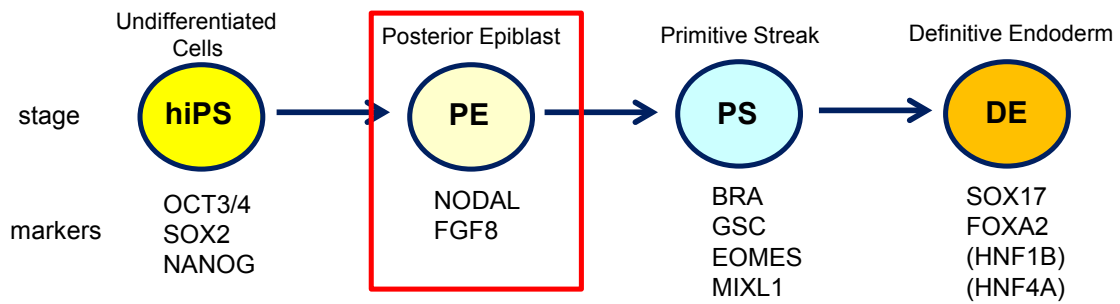 Undifferentiated
Cells
Posterior Epiblast
Primitive Streak
Definitive Endoderm
stage
hiPS
PE
PS
DE
markers
OCT3/4
SOX2
NANOG
NODAL
FGF8
BRA
GSC
EOMES
MIXL1
SOX17
FOXA2
(HNF1B)
(HNF4A)